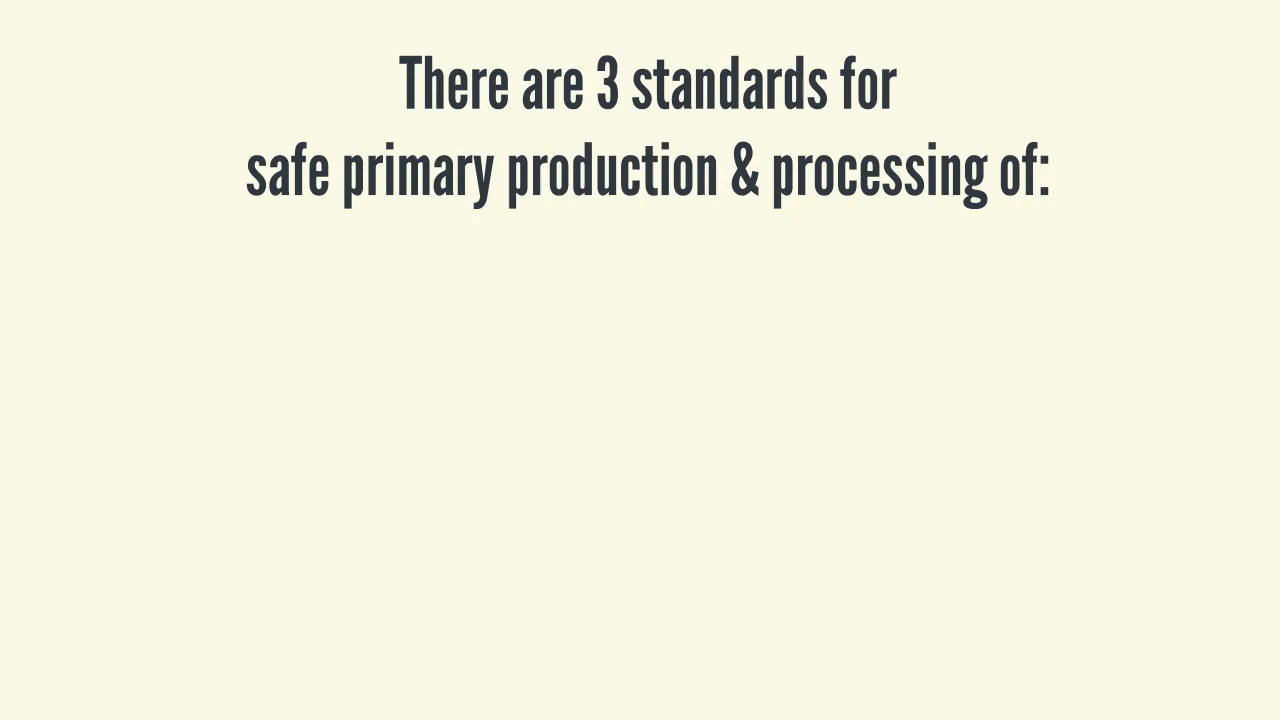 There are 3 standards for
safe primary production & processing of: